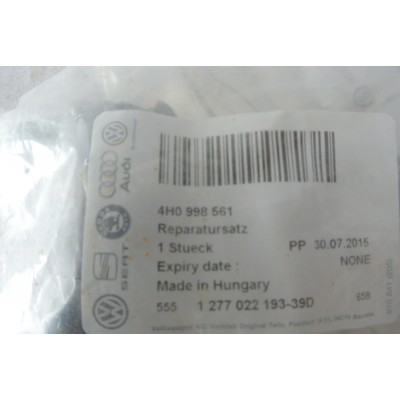 4H0 998 561
Reparatursatz
1 Stueck PP 30.07.2015
Expiry date : NONE
Made in Hungary
555 1 277 022 193-39D 658
Audi
SEAT